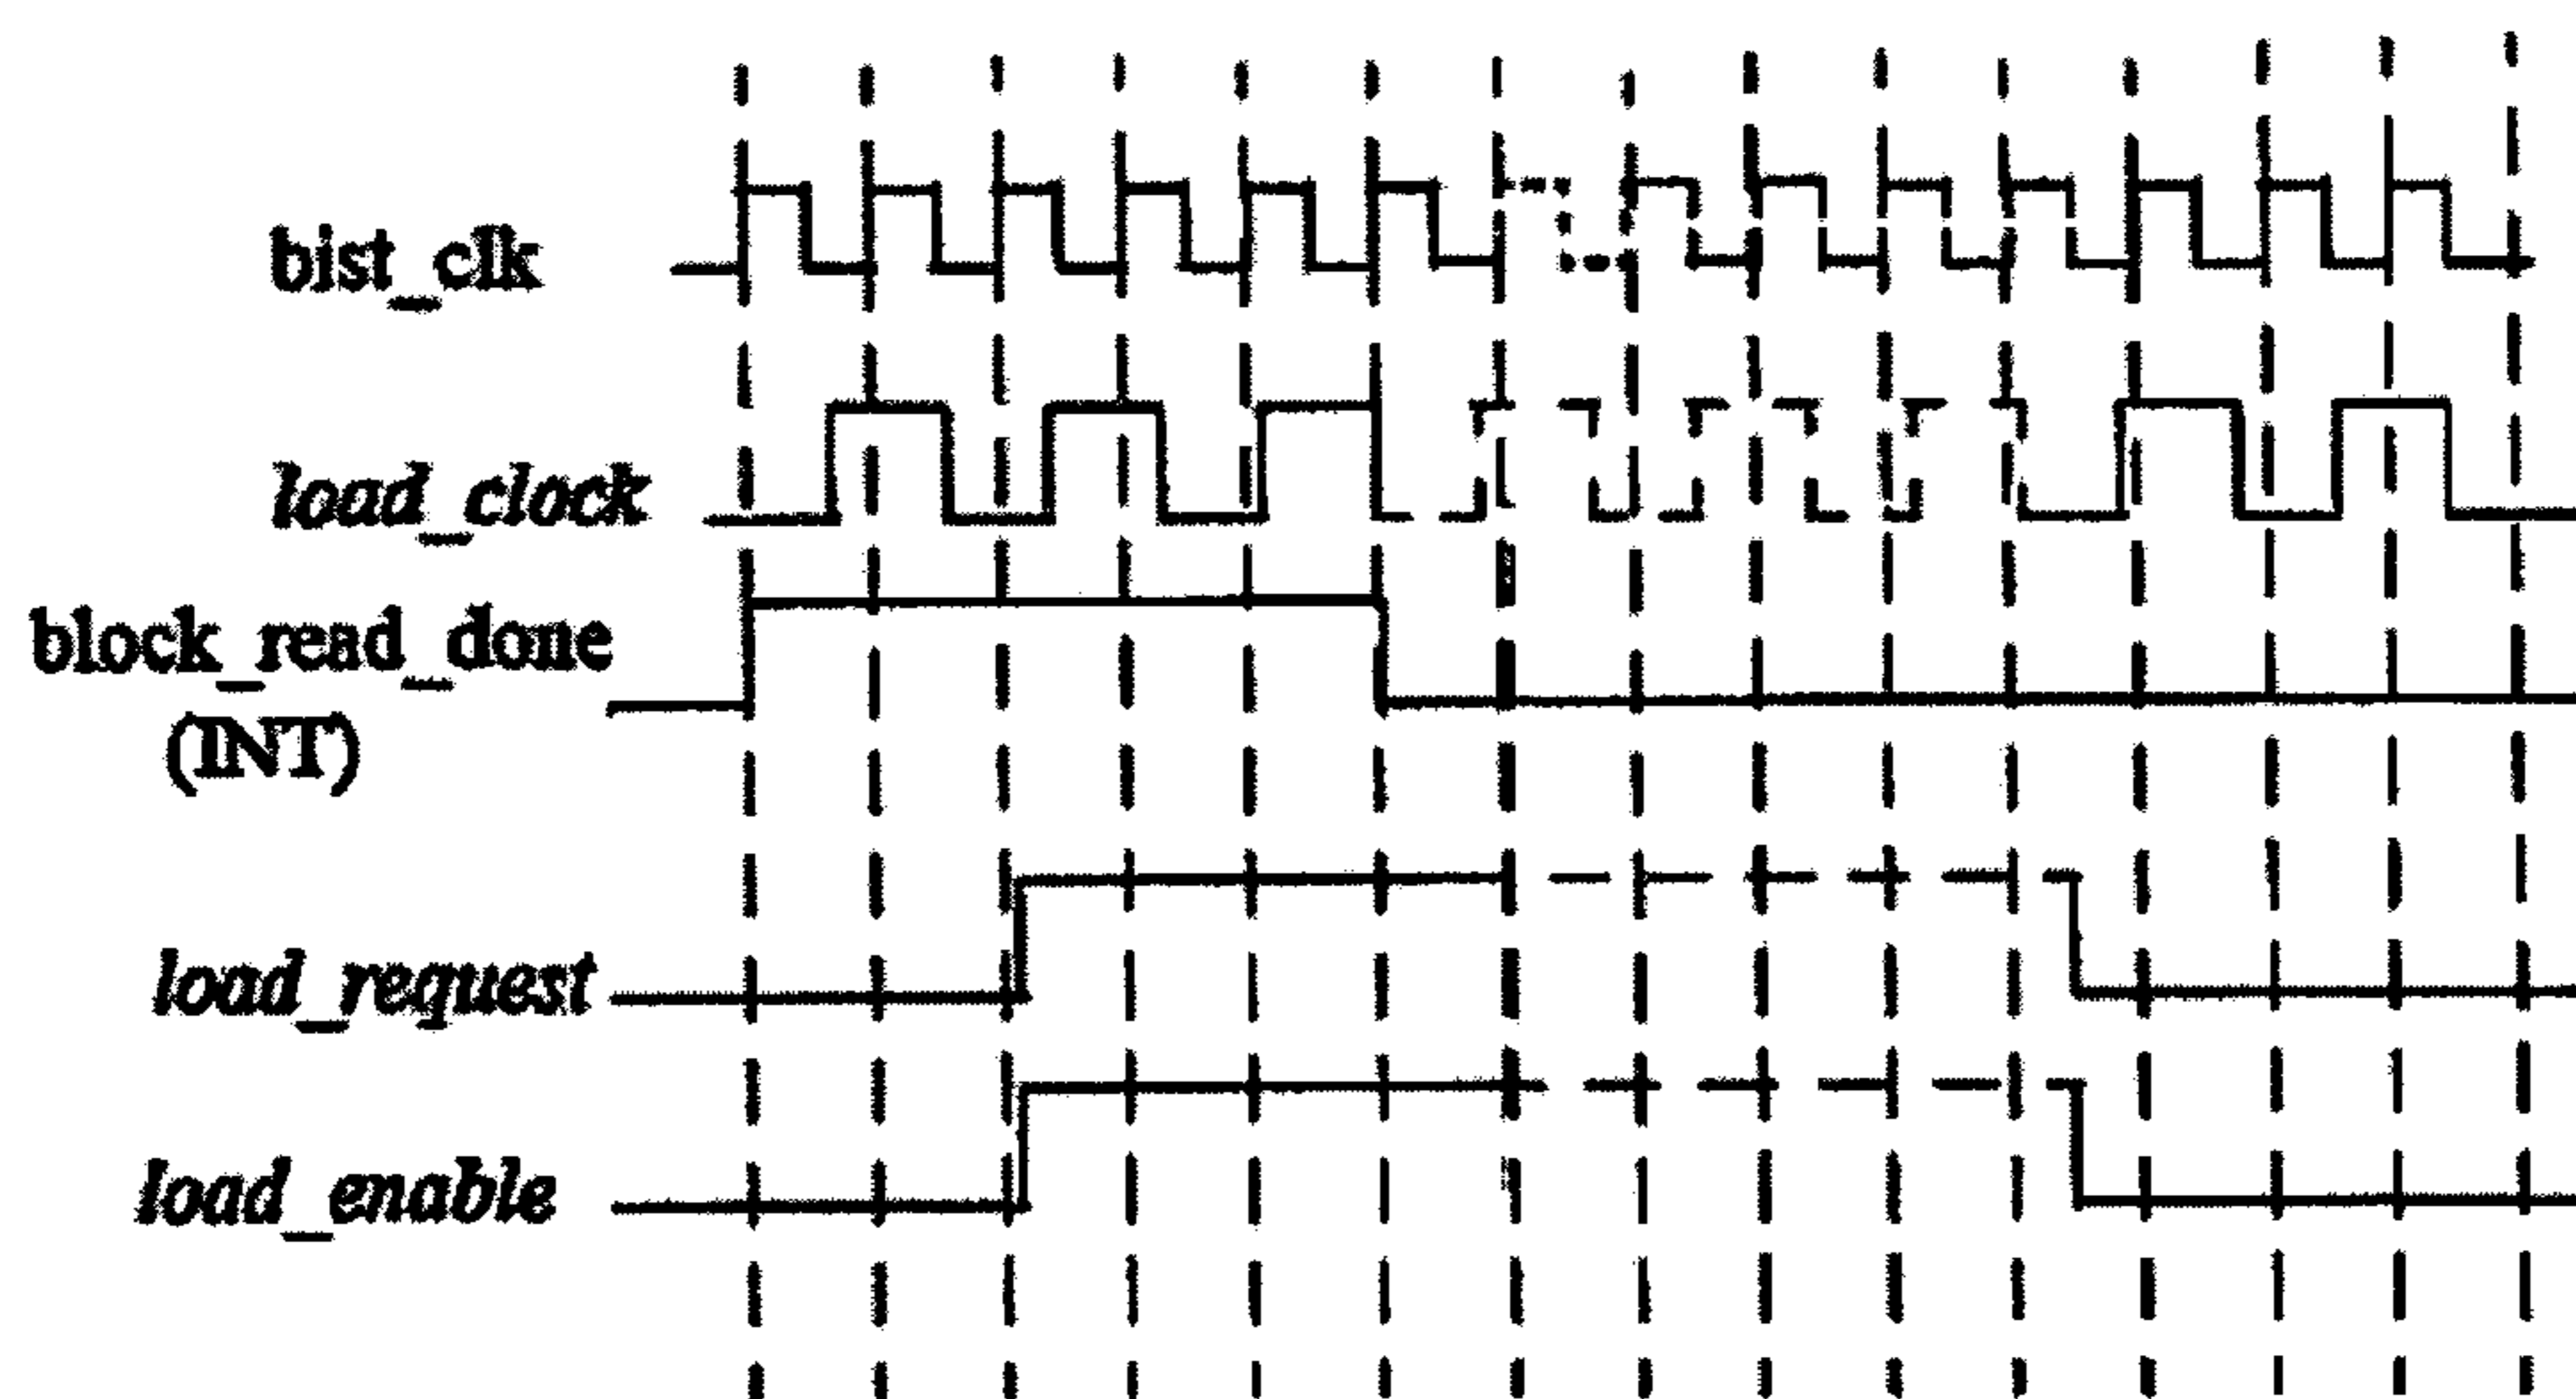 bist_clk
load_clock
block_read_done
(INT)
load_request
load_enable